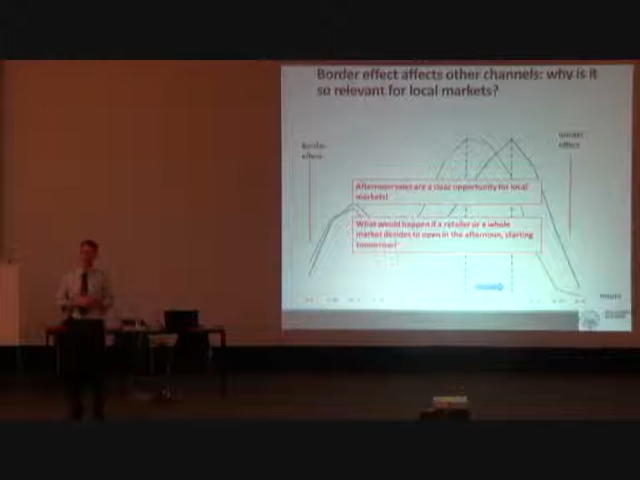 Border effect affects other channels: why is it
so relevant for local markets?
Border
effect
Border
effect
Afternoon sales are a clear opportunity for local
markets!
What would happen if a retailer or a whole
market decides to open in the afternoon, starting
tomorrow?